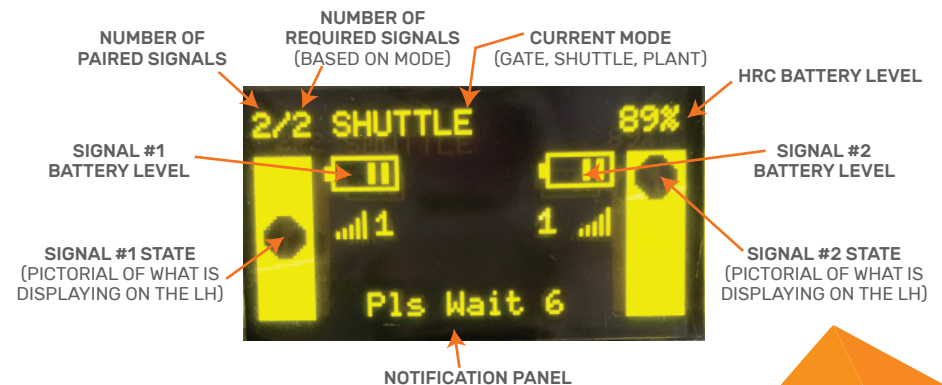 NUMBER OF
PAIRED SIGNALS
NUMBER OF
REQUIRED SIGNALS
(BASED ON MODE)
CURRENT MODE
(GATE, SHUTTLE, PLANT)
HRC BATTERY LEVEL
2/2 SHUTTLE
89%
SIGNAL #1
BATTERY LEVEL
SIGNAL #2
BATTERY LEVEL
1
1
SIGNAL #1 STATE
(PICTORIAL OF WHAT IS
DISPLAYING ON THE LH)
SIGNAL #2 STATE
(PICTORIAL OF WHAT IS
DISPLAYING ON THE LH)
Pls Wait 6
NOTIFICATION PANEL